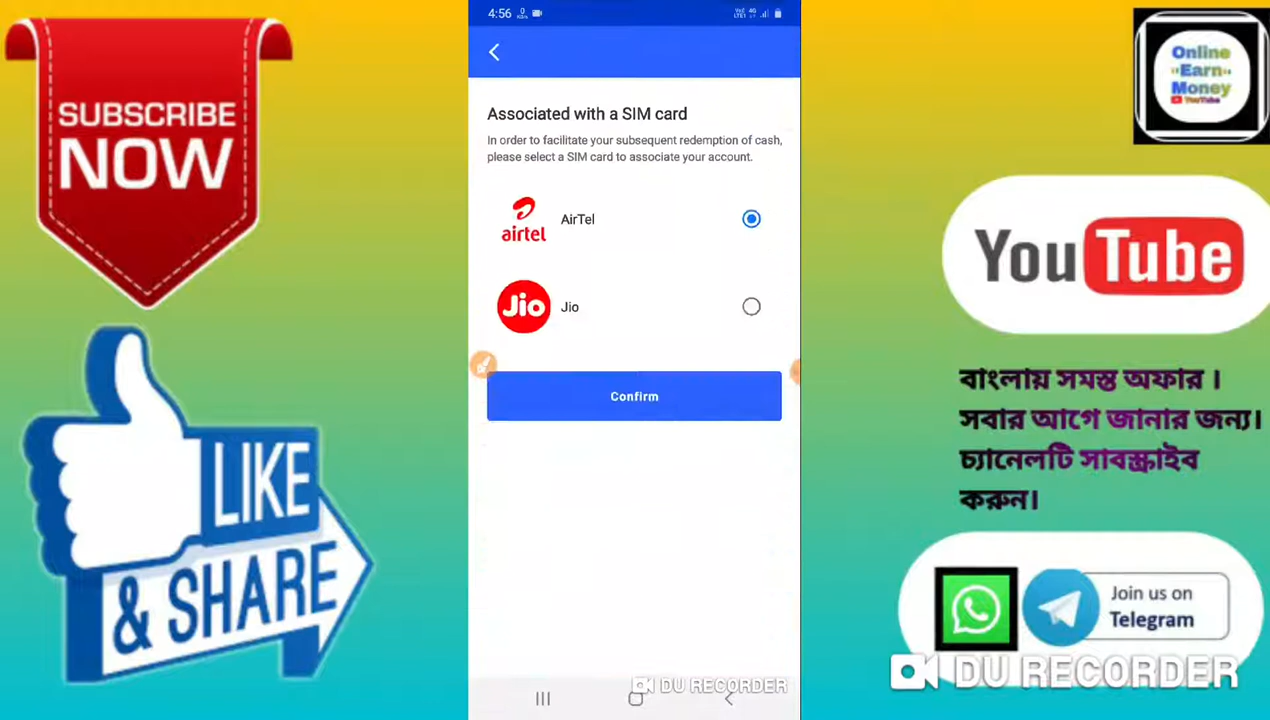 SUBSCRIBE
NOW
LIKE
& SHARE
4:56
Associated with a SIM card
In order to facilitate your subsequent redemption of cash,
please select a SIM card to associate your account.
airtel
AirTel
Jio
Jio
Confirm
DU RECORDER
Online
Earn
Money
YouTube
YouTube
বাংলায় সমস্ত অফার ।
সবার আগে জানার জন্য।
চ্যানেলটি সাবস্ক্রাইব
করুন।
Join us on
Telegram
DU RECORDER